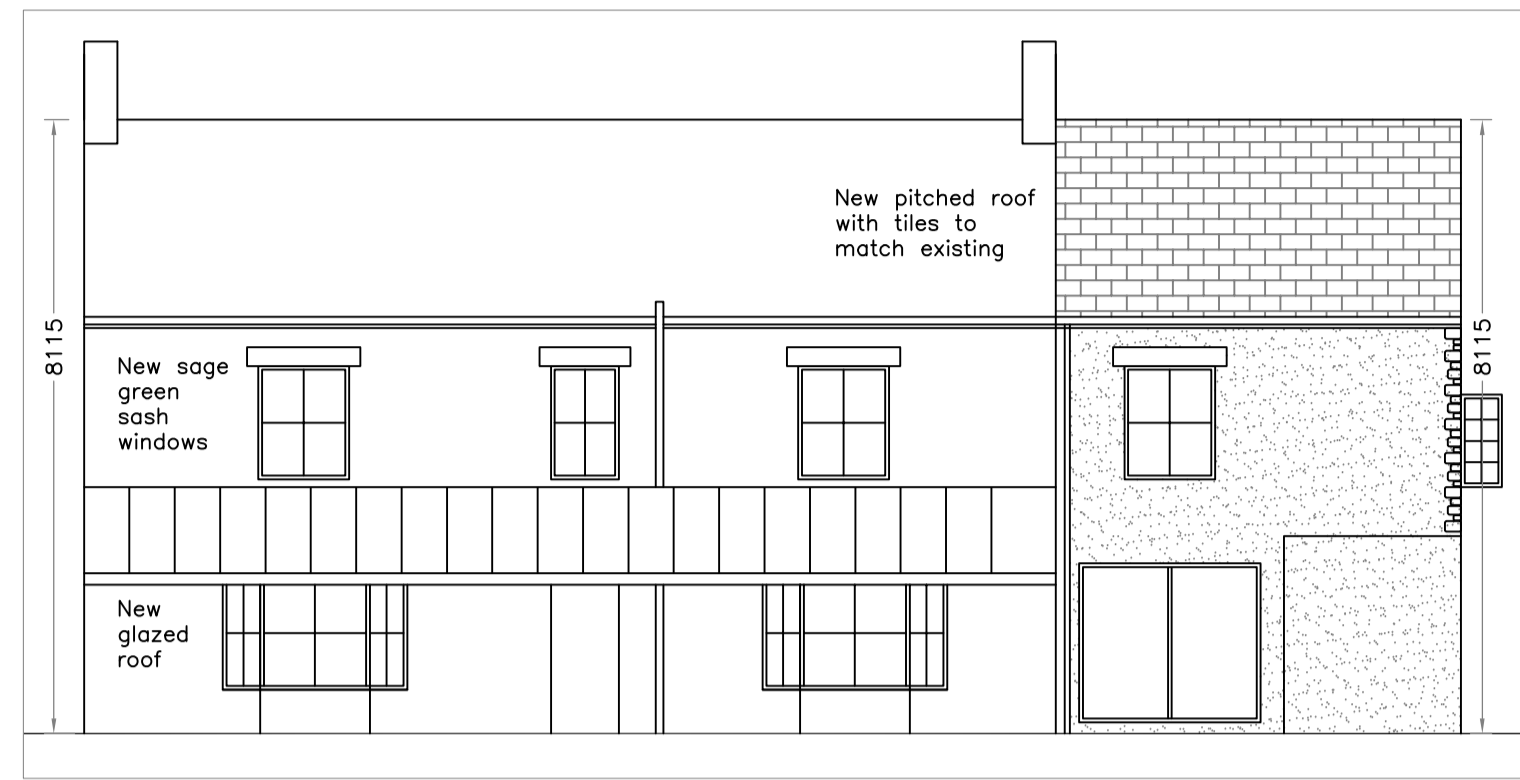 New pitched roof
with tiles to
match existing
8115
New sage
green
sash
windows
8115
New
glazed
roof